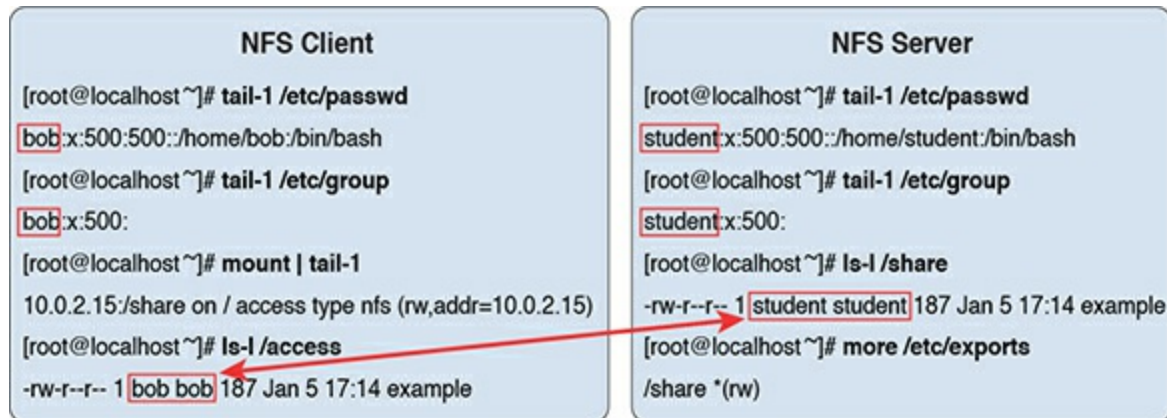 NFS Client
[root@localhost~]# tail-1 /etc/passwd
bob:x:500:500::/home/bob:/bin/bash
[root@localhost~]# tail-1 /etc/group
bob:x:500:
[root@localhost~]# mount | tail-1
10.0.2.15:/share on / access type nfs (rw,addr=10.0.2.15)
[root@localhost~]# ls-l /access
-rw-r--r-- 1 bob bob 187 Jan 5 17:14 example
NFS Server
[root@localhost~]# tail-1 /etc/passwd
student:x:500:500::/home/student:/bin/bash
[root@localhost~]# tail-1 /etc/group
student:x:500:
[root@localhost~]# ls-l /share
-rw-r--r-- 1 student student 187 Jan 5 17:14 example
[root@localhost~]# more /etc/exports
/share *(rw)